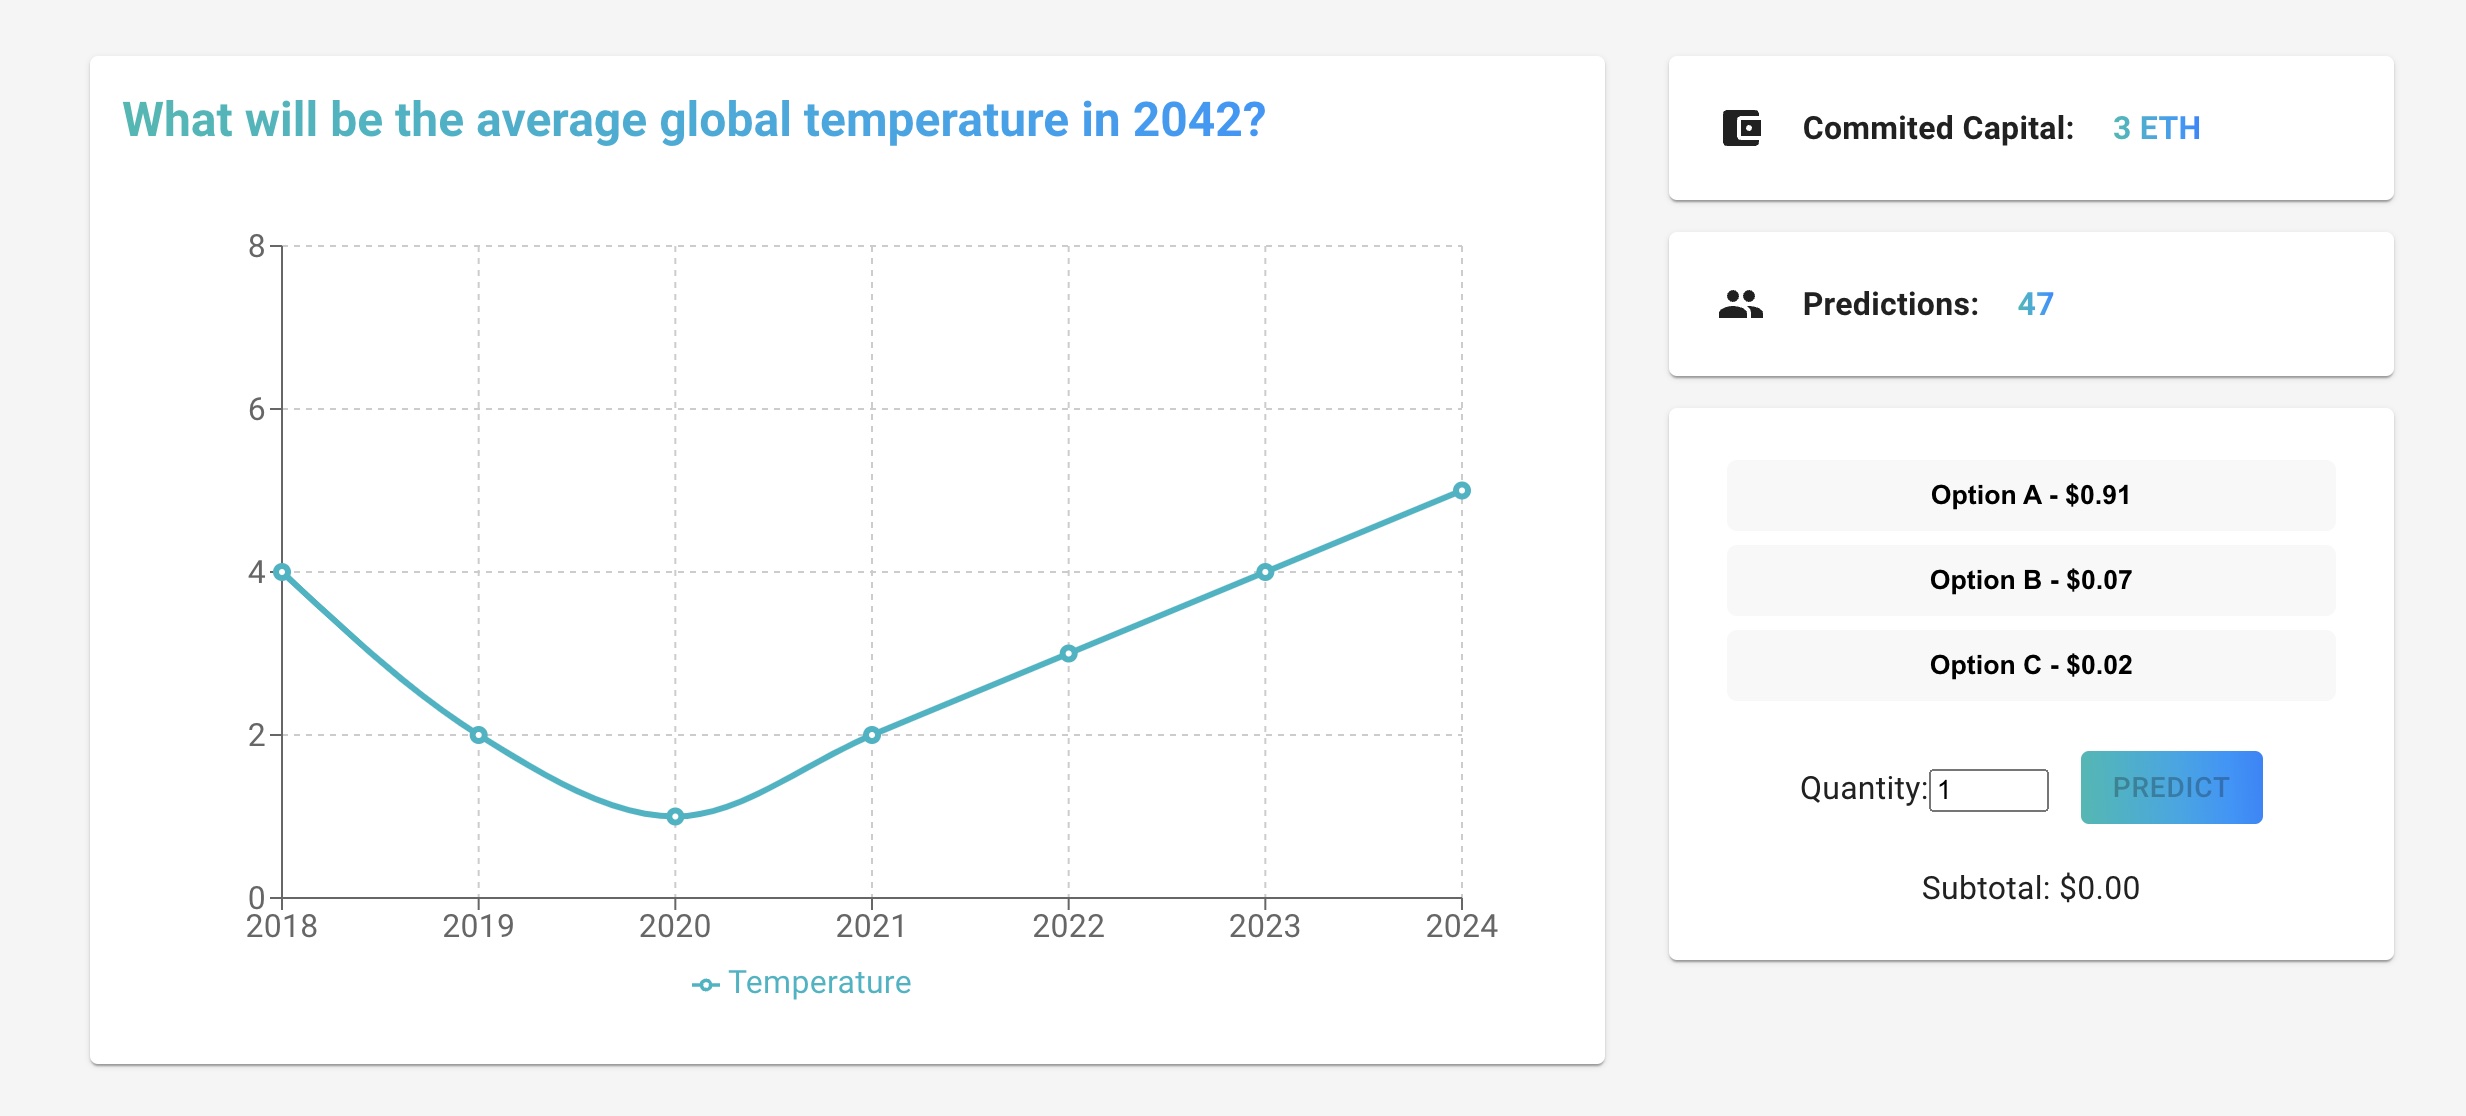 What will be the average global temperature in 2042?
8
6
4
2
0
2018 2019 2020 2021 2022 2023 2024
Temperature
Commited Capital: 3 ETH
Predictions: 47
Option A - $0.91
Option B - $0.07
Option C - $0.02
Quantity: 1 PREDICT
Subtotal: $0.00